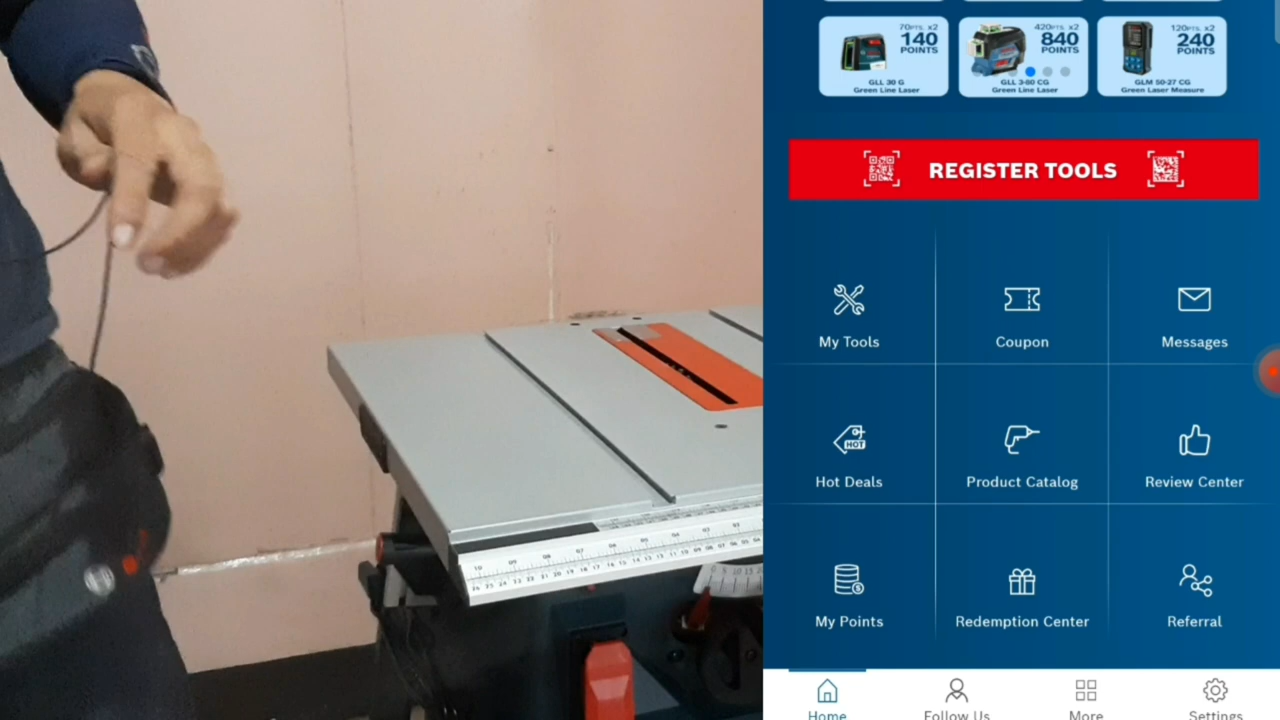 70PTS. x2
140
POINTS
GLL 30 G
Green Line Laser
420PTS. x2
840
POINTS
GLL 3-80 CG
Green Line Laser
120PTS. x2
240
POINTS
GLM 50-27 CG
Green Laser Measure
REGISTER TOOLS
My Tools
Coupon
Messages
HOT
Hot Deals
Product Catalog
Review Center
My Points
Redemption Center
Referral
Home
Follow Us
More
Settings